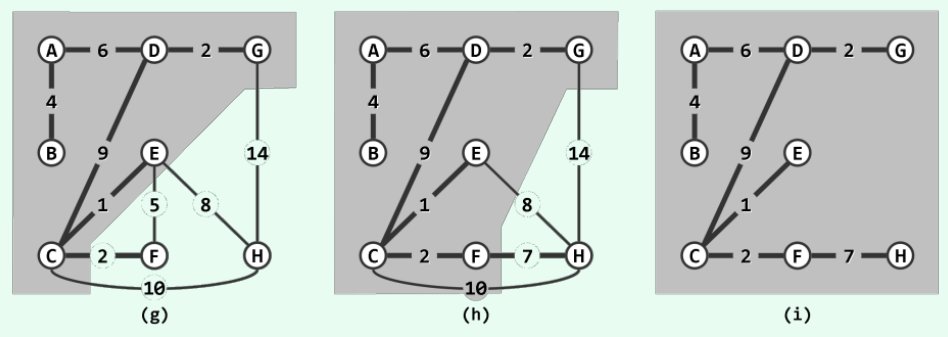 A 6 D 2 G
4
B 9 E 14
1 5 8
C 2 F H
10
(g)
A 6 D 2 G
4
B 9 E 14
1 8
C 2 F 7 H
10
(h)
A 6 D 2 G
4
B 9 E
1
C 2 F 7 H
(i)